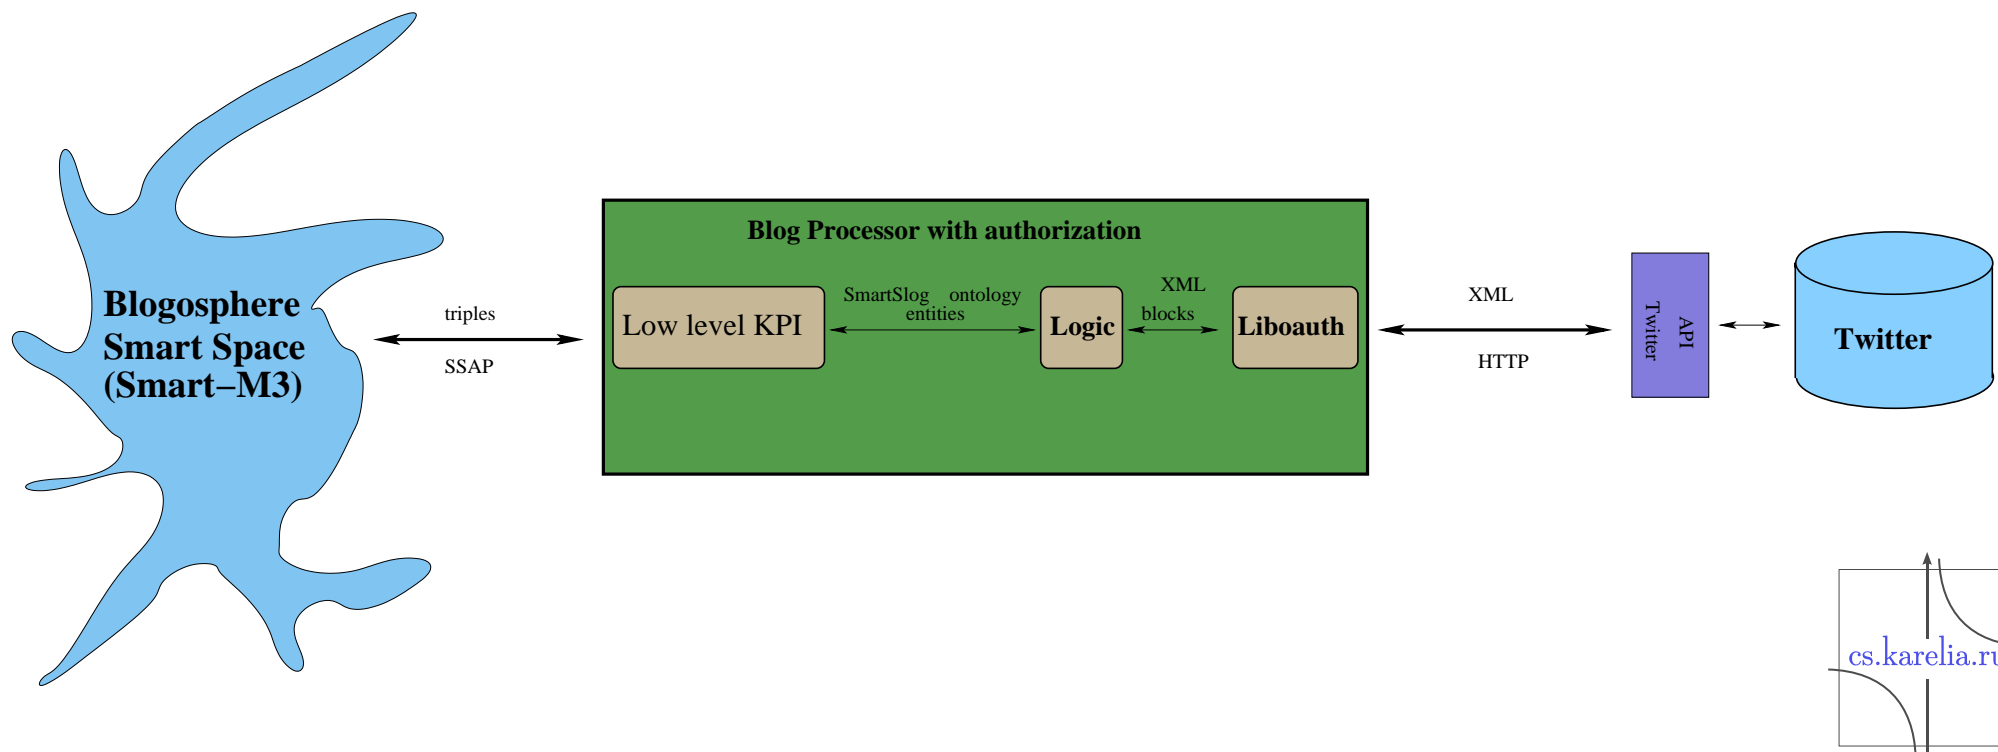 Blogosphere
Smart Space
(Smart−M3)
triples
SSAP
Blog Processor with authorization
Low level KPI
SmartSlog ontology
entities
Logic
XML
blocks
Liboauth
XML
HTTP
API
Twitter
Twitter
cs.karelia.ru